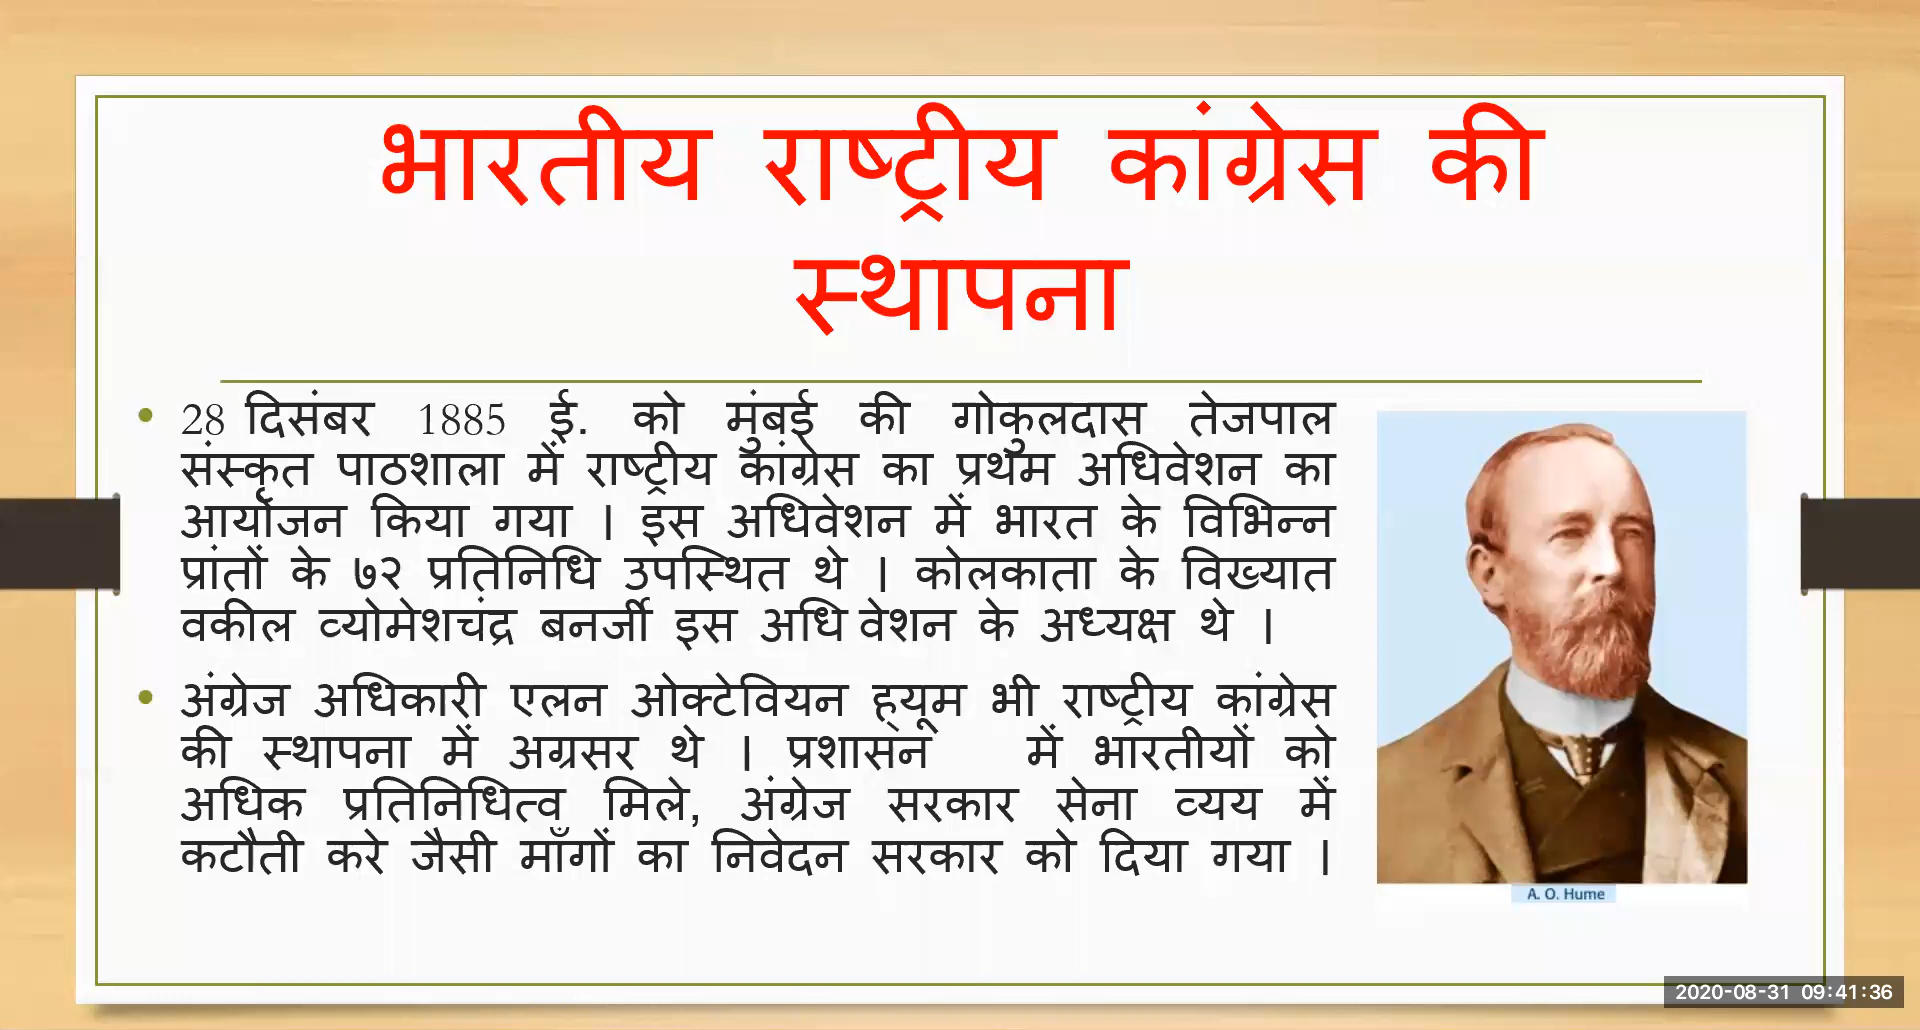 भारतीय राष्ट्रीय कांग्रेस की
स्थापना
• 28 दिसंबर 1885 ई. को मुंबई की गोकुलदास तेजपाल
संस्कृत पाठशाला में राष्ट्रीय कांग्रेस का प्रथम अधिवेशन का
आयोजन किया गया । इस अधिवेशन में भारत के विभिन्न
प्रांतों के ७२ प्रतिनिधि उपस्थित थे । कोलकाता के विख्यात
वकील व्योमेशचंद्र बनर्जी इस अधि वेशन के अध्यक्ष थे ।
• अंग्रेज अधिकारी एलन ओक्टेवियन ह्यूम भी राष्ट्रीय कांग्रेस
की स्थापना में अग्रसर थे । प्रशासन में भारतीयों को
अधिक प्रतिनिधित्व मिले, अंग्रेज सरकार सेना व्यय में
कटौती करे जैसी माँगों का निवेदन सरकार को दिया गया ।
A. O. Hume
2020-08-31 09:41:36